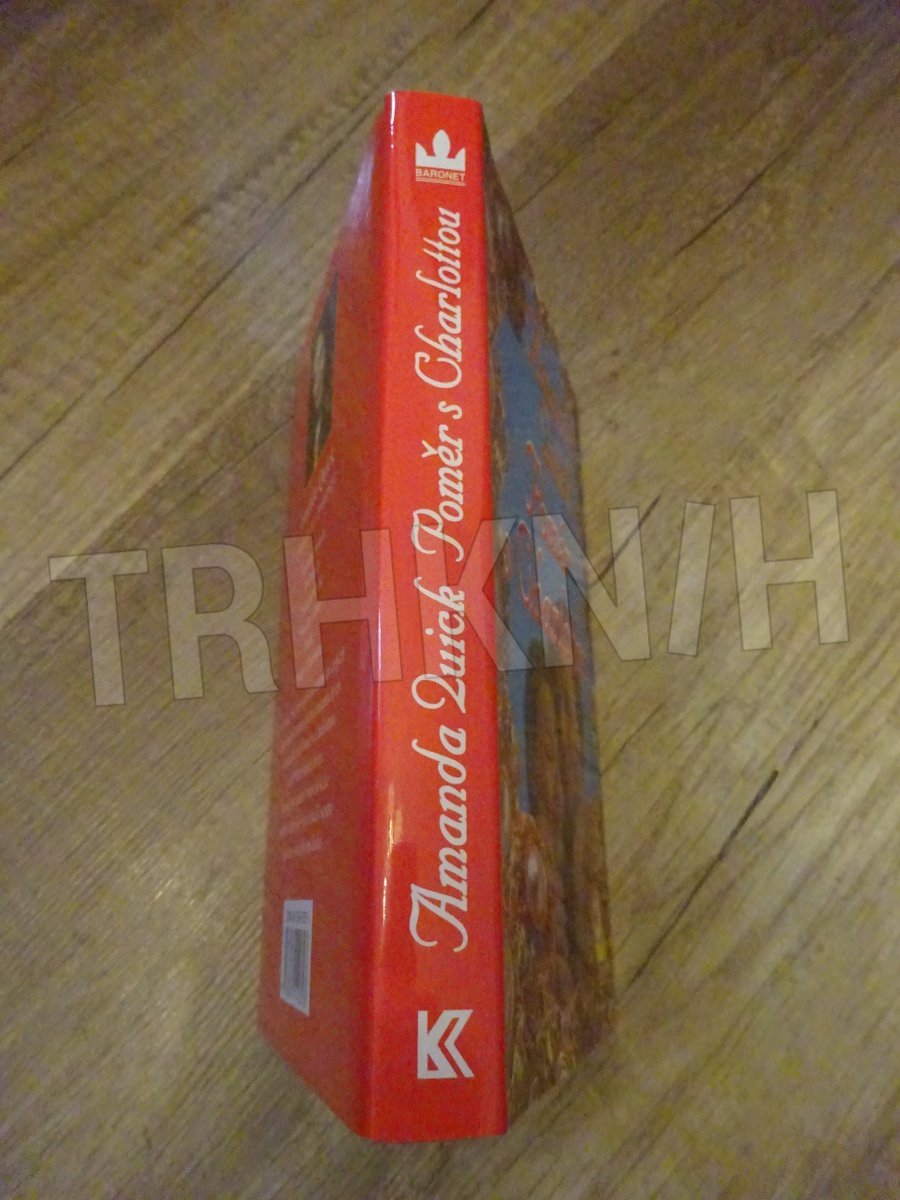 BARONET
Amanda Quick Poměr s Charlottou
K
TRHKNIH